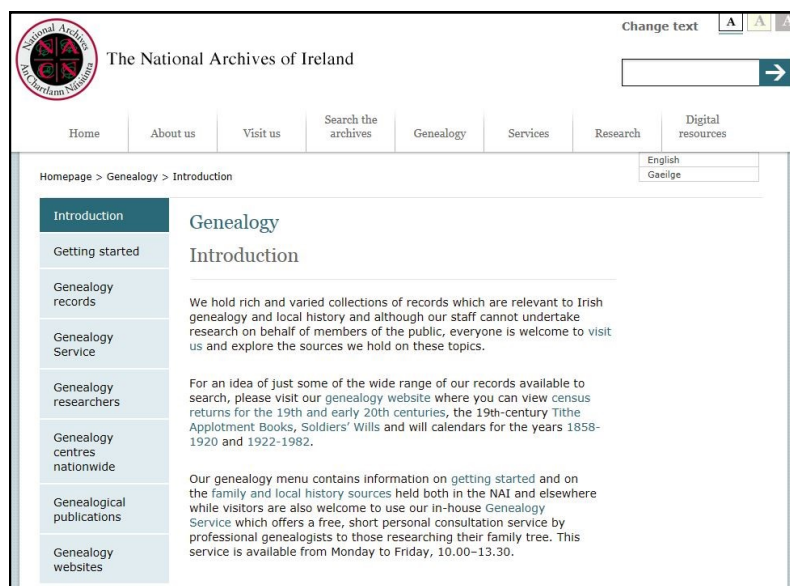 National Archives
NA
CN
An Chartlann Náisiúnta
The National Archives of Ireland
Change text A A A
Home
About us
Visit us
Search the
archives
Genealogy
Services
Research
Digital
resources
English
Gaeilge
Homepage > Genealogy > Introduction
Introduction
Getting started
Genealogy
records
Genealogy
Service
Genealogy
researchers
Genealogy
centres
nationwide
Genealogical
publications
Genealogy
websites
Genealogy
Introduction
We hold rich and varied collections of records which are relevant to Irish
genealogy and local history and although our staff cannot undertake
research on behalf of members of the public, everyone is welcome to visit
us and explore the sources we hold on these topics.
For an idea of just some of the wide range of our records available to
search, please visit our genealogy website where you can view census
returns for the 19th and early 20th centuries, the 19th-century Tithe
Applotment Books, Soldiers' Wills and will calendars for the years 1858-
1920 and 1922-1982.
Our genealogy menu contains information on getting started and on
the family and local history sources held both in the NAI and elsewhere
while visitors are also welcome to use our in-house Genealogy
Service which offers a free, short personal consultation service by
professional genealogists to those researching their family tree. This
service is available from Monday to Friday, 10.00–13.30.